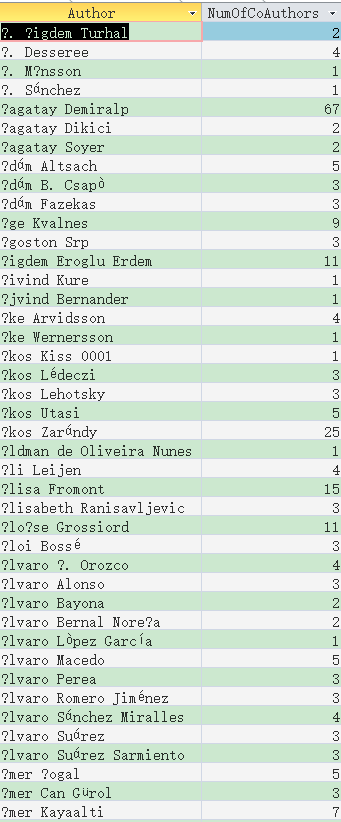 Author NumOfCoAuthors
?. ?igdem Turhal 2
?. Desseree 4
?. M?nsson 1
?. Sánchez 1
?agatay Demiralp 67
?agatay Dikici 2
?agatay Soyer 2
?dám Altsach 5
?dám B. Csapò 3
?dám Fazekas 3
?ge Kvalnes 9
?goston Srp 3
?igdem Eroglu Erdem 11
?ivind Kure 1
?jvind Bernander 1
?ke Arvidsson 4
?ke Wernersson 1
?kos Kiss 0001 1
?kos Lédeczi 3
?kos Lehotsky 3
?kos Utasi 5
?kos Zarándy 25
?ldman de Oliveira Nunes 1
?li Leijen 4
?lisa Fromont 15
?lisabeth Ranisavljevic 3
?lo?se Grossiord 11
?loi Bossé 3
?lvaro ?. Orozco 4
?lvaro Alonso 3
?lvaro Bayona 2
?lvaro Bernal Nore?a 2
?lvaro Lòpez García 1
?lvaro Macedo 5
?lvaro Perea 3
?lvaro Romero Jiménez 3
?lvaro Sánchez Miralles 4
?lvaro Suárez 3
?lvaro Suárez Sarmiento 3
?mer ?ogal 5
?mer Can Gürol 3
?mer Kayaalti 7